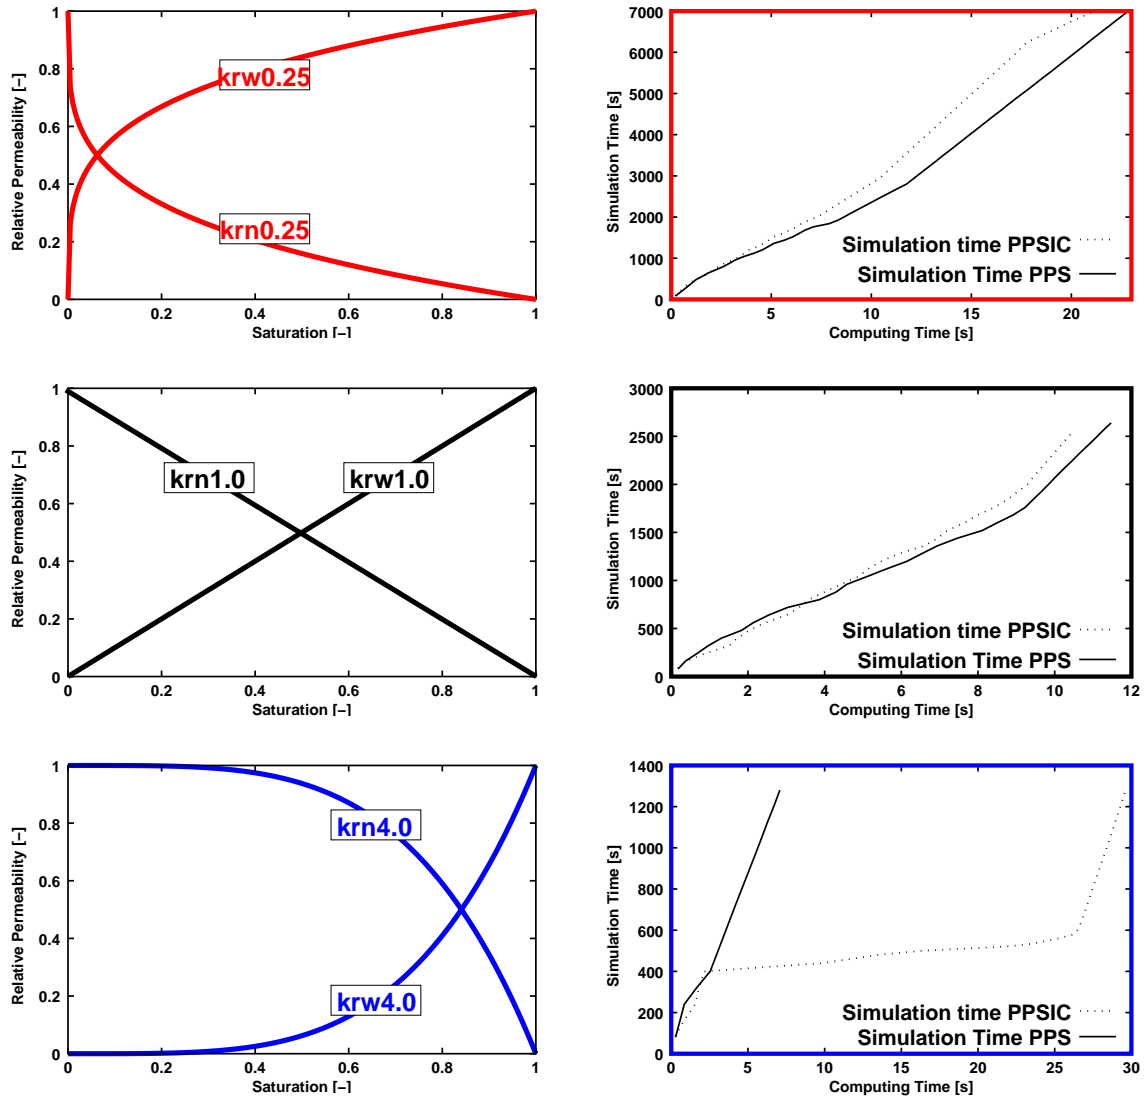 1
0.8
0.6
0.4
0.2
0
Relative Permeability [–]
krw0.25
krn0.25
0 0.2 0.4 0.6 0.8 1
Saturation [–]
7000
6000
5000
4000
3000
2000
1000
0
Simulation Time [s]
Simulation time PPSIC
Simulation Time PPS
0 5 10 15 20
Computing Time [s]
1
0.8
0.6
0.4
0.2
0
Relative Permeability [–]
krn1.0 krw1.0
0 0.2 0.4 0.6 0.8 1
Saturation [–]
3000
2500
2000
1500
1000
500
0
Simulation Time [s]
Simulation time PPSIC
Simulation Time PPS
0 2 4 6 8 10 12
Computing Time [s]
1
0.8
0.6
0.4
0.2
0
Relative Permeability [–]
krn4.0
krw4.0
0 0.2 0.4 0.6 0.8 1
Saturation [–]
1400
1200
1000
800
600
400
200
0
Simulation Time [s]
Simulation time PPSIC
Simulation Time PPS
0 5 10 15 20 25 30
Computing Time [s]